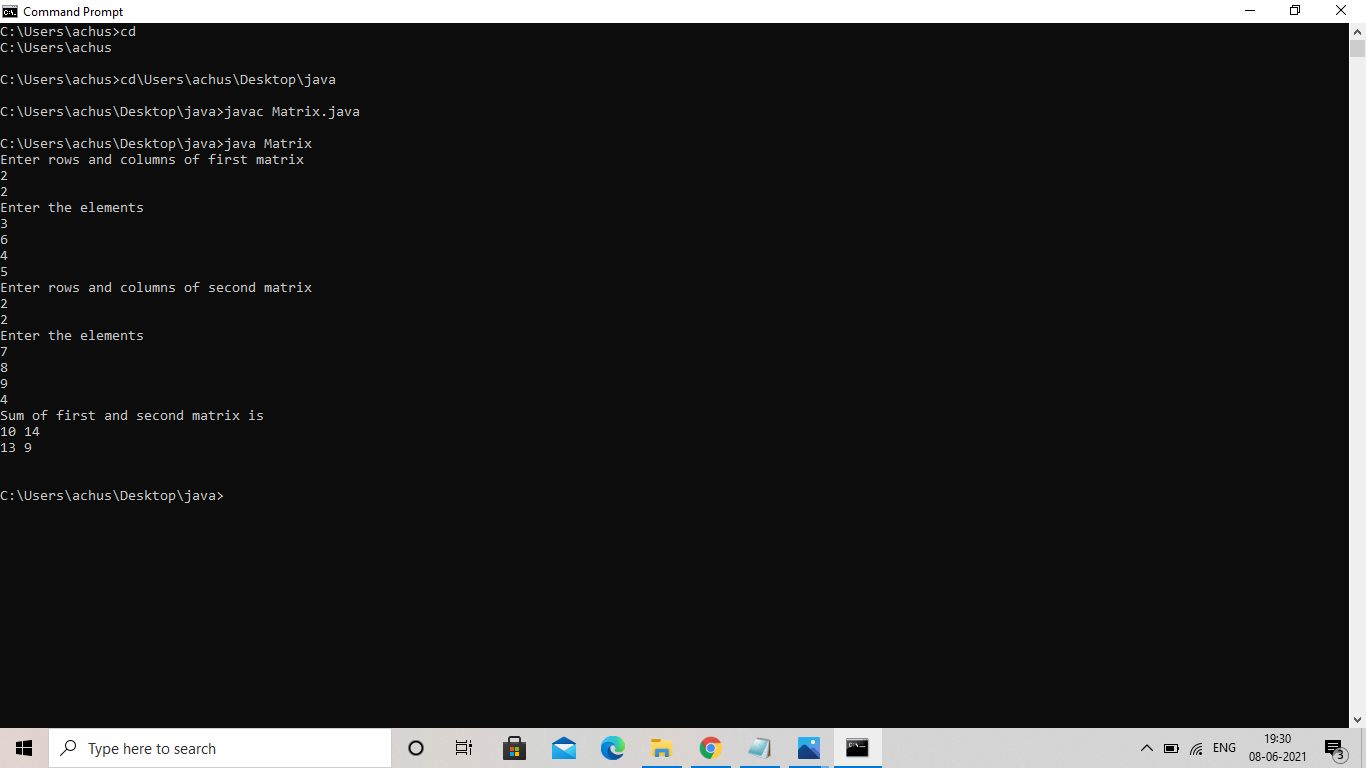 Command Prompt
C:\Users\achus>cd
C:\Users\achus
C:\Users\achus>cd\Users\achus\Desktop\java
C:\Users\achus\Desktop\java>javac Matrix.java
C:\Users\achus\Desktop\java>java Matrix
Enter rows and columns of first matrix
2
2
Enter the elements
3
6
4
5
Enter rows and columns of second matrix
2
2
Enter the elements
7
8
9
4
Sum of first and second matrix is
10 14
13 9
C:\Users\achus\Desktop\java>
Type here to search
ENG
19:30
08-06-2021
3